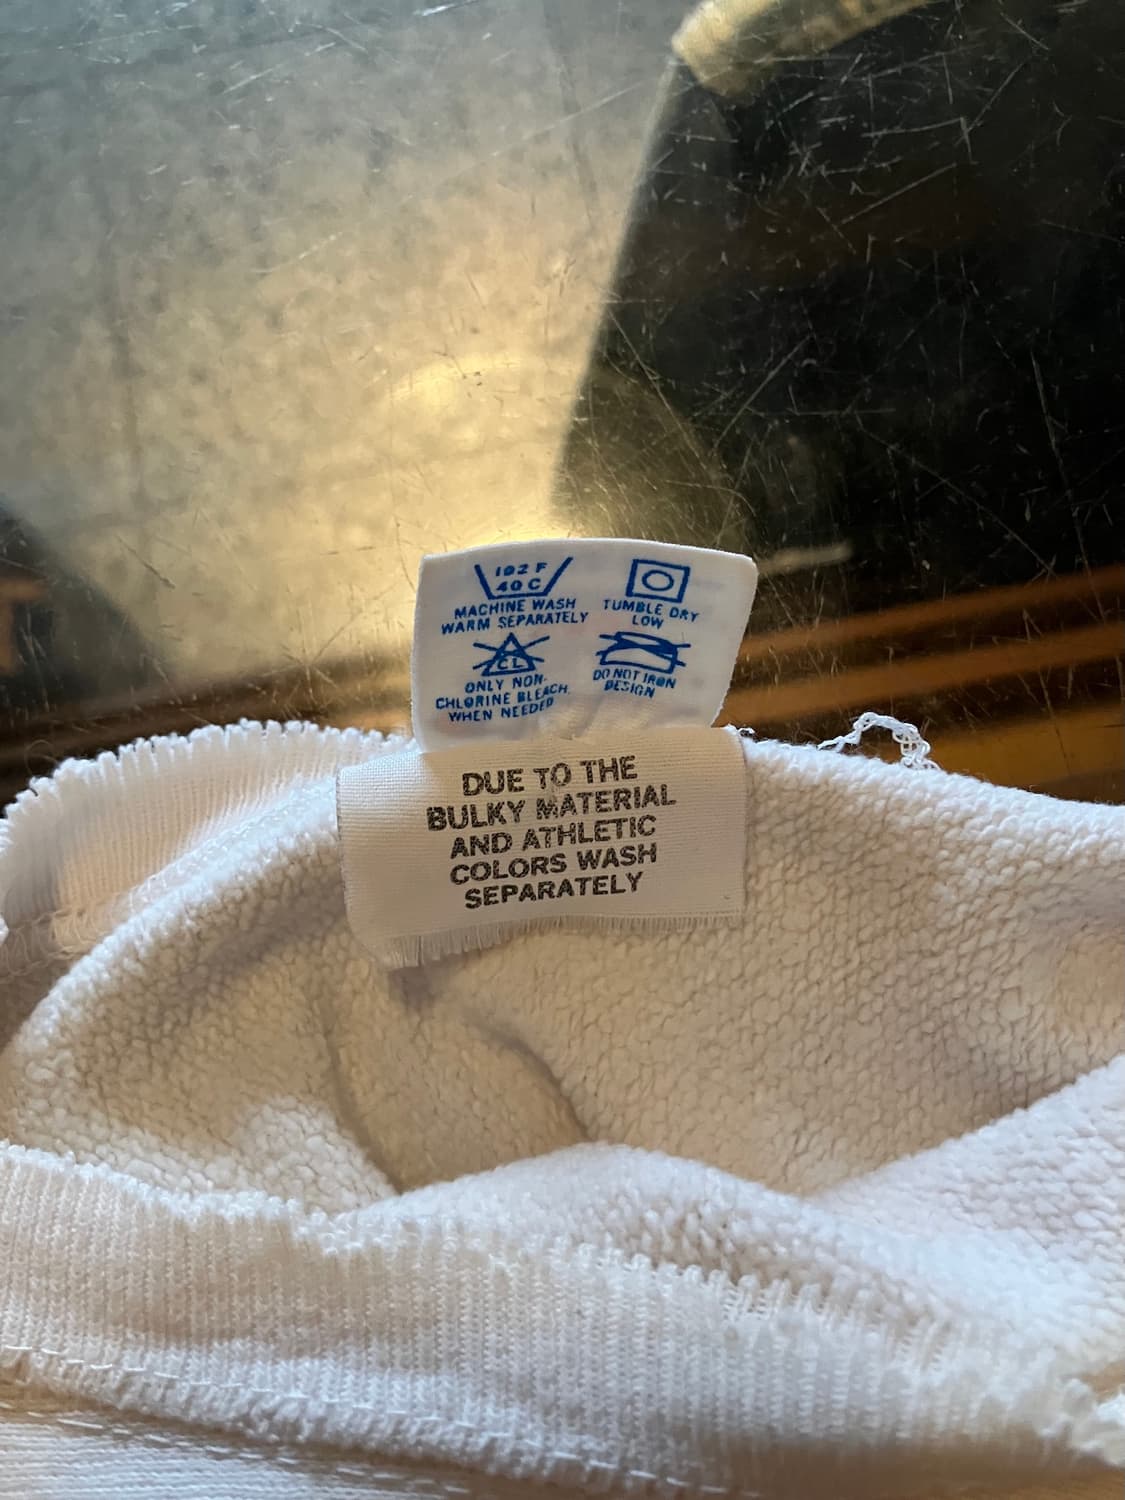 102 F
40 C
MACHINE WASH
WARM SEPARATELY
TUMBLE DRY
LOW
CL
ONLY NON-
CHLORINE BLEACH
WHEN NEEDED
DO NOT IRON
DESIGN
DUE TO THE
BULKY MATERIAL
AND ATHLETIC
COLORS WASH
SEPARATELY